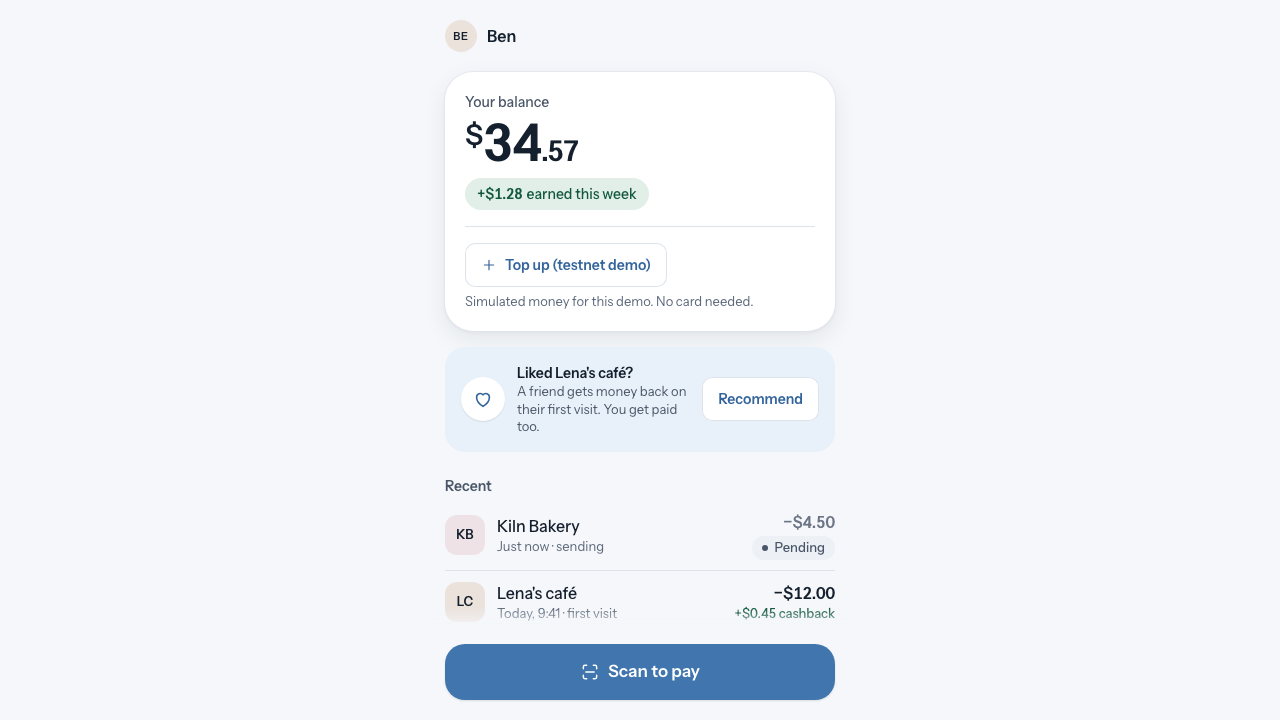 BE Ben
Your balance
$34.57
+$1.28 earned this week
Top up (testnet demo)
Simulated money for this demo. No card needed.
Liked Lena's café?
A friend gets money back on
their first visit. You get paid
too.
Recommend
Recent
KB Kiln Bakery −$4.50
Just now · sending Pending
LC Lena's café −$12.00
Today, 9:41 · first visit +$0.45 cashback
Scan to pay